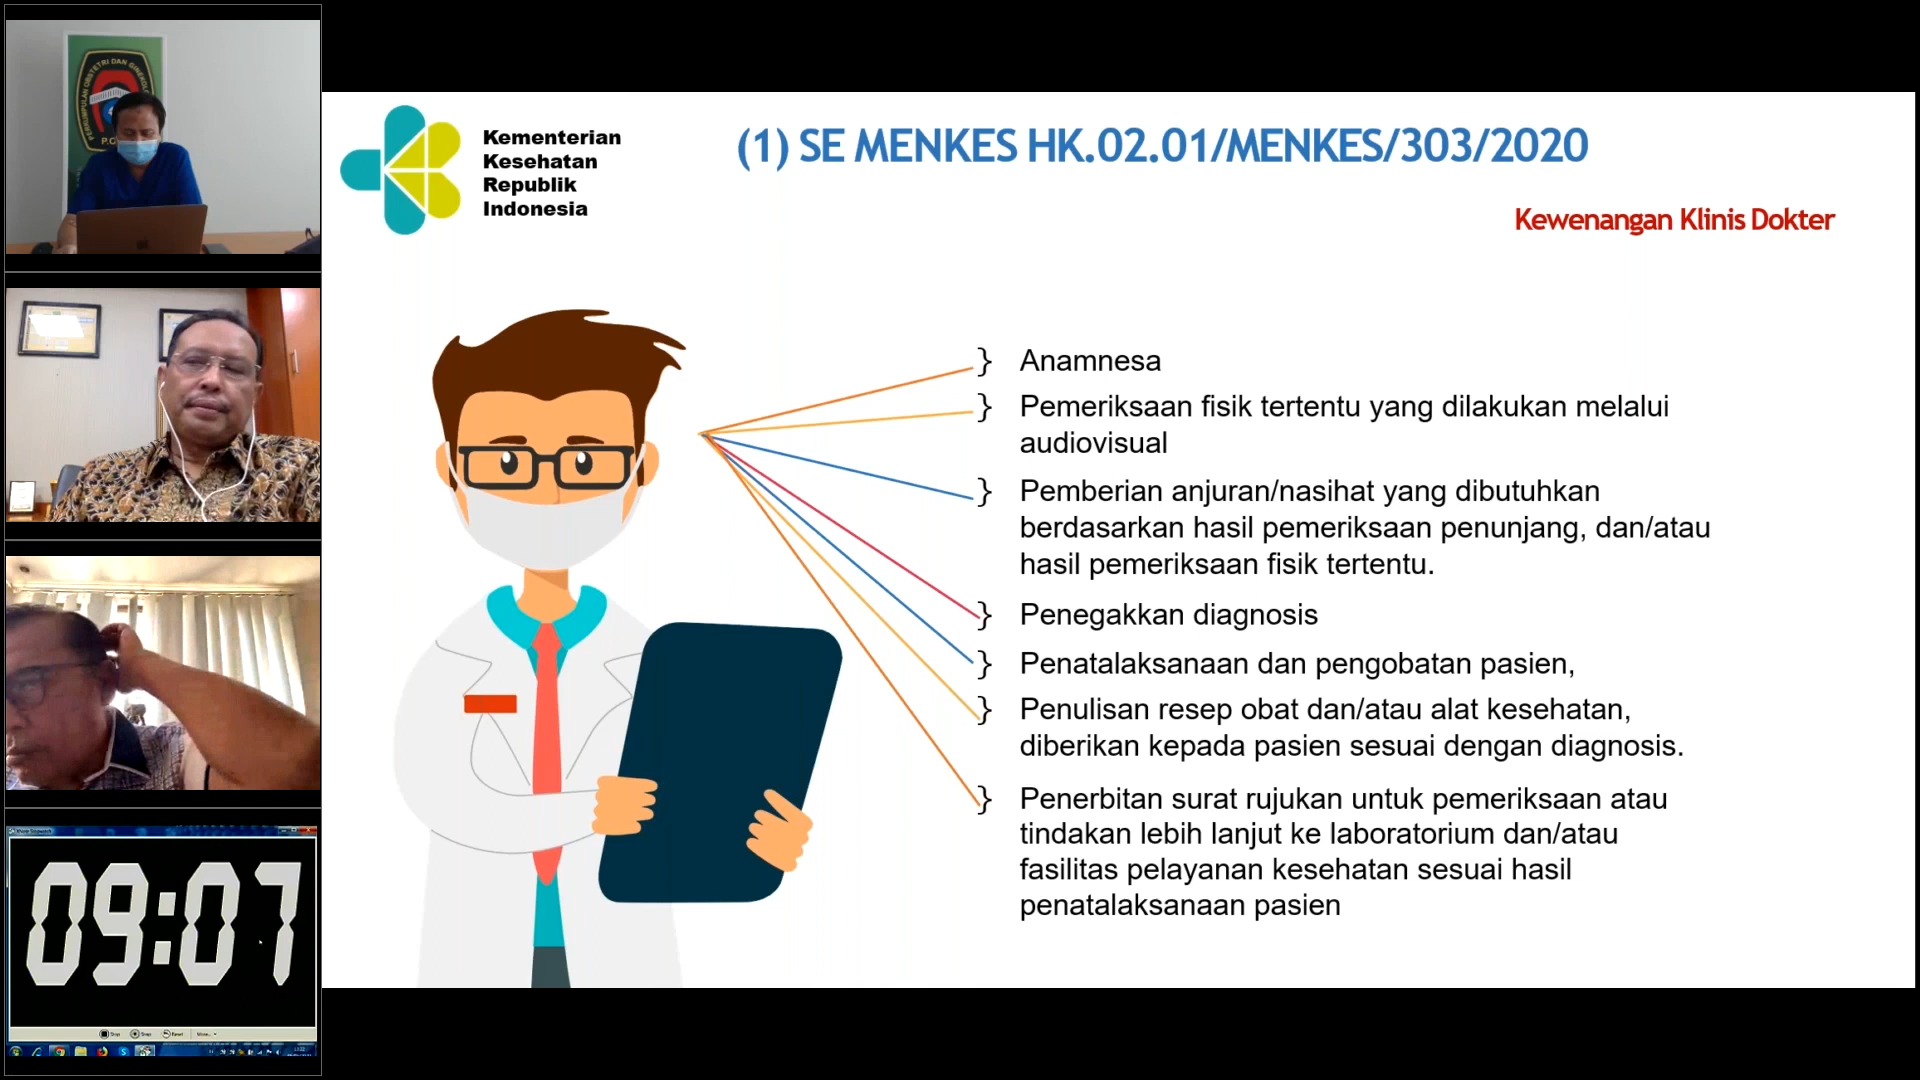 PERKUMPULAN OBSTETRI DAN GINEKOLO
P.O
Kementerian
Kesehatan
Republik
Indonesia
(1) SE MENKES HK.02.01/MENKES/303/2020
Kewenangan Klinis Dokter
} Anamnesa
} Pemeriksaan fisik tertentu yang dilakukan melalui
audiovisual
} Pemberian anjuran/nasihat yang dibutuhkan
berdasarkan hasil pemeriksaan penunjang, dan/atau
hasil pemeriksaan fisik tertentu.
} Penegakkan diagnosis
} Penatalaksanaan dan pengobatan pasien,
} Penulisan resep obat dan/atau alat kesehatan,
diberikan kepada pasien sesuai dengan diagnosis.
} Penerbitan surat rujukan untuk pemeriksaan atau
tindakan lebih lanjut ke laboratorium dan/atau
fasilitas pelayanan kesehatan sesuai hasil
penatalaksanaan pasien
09:07